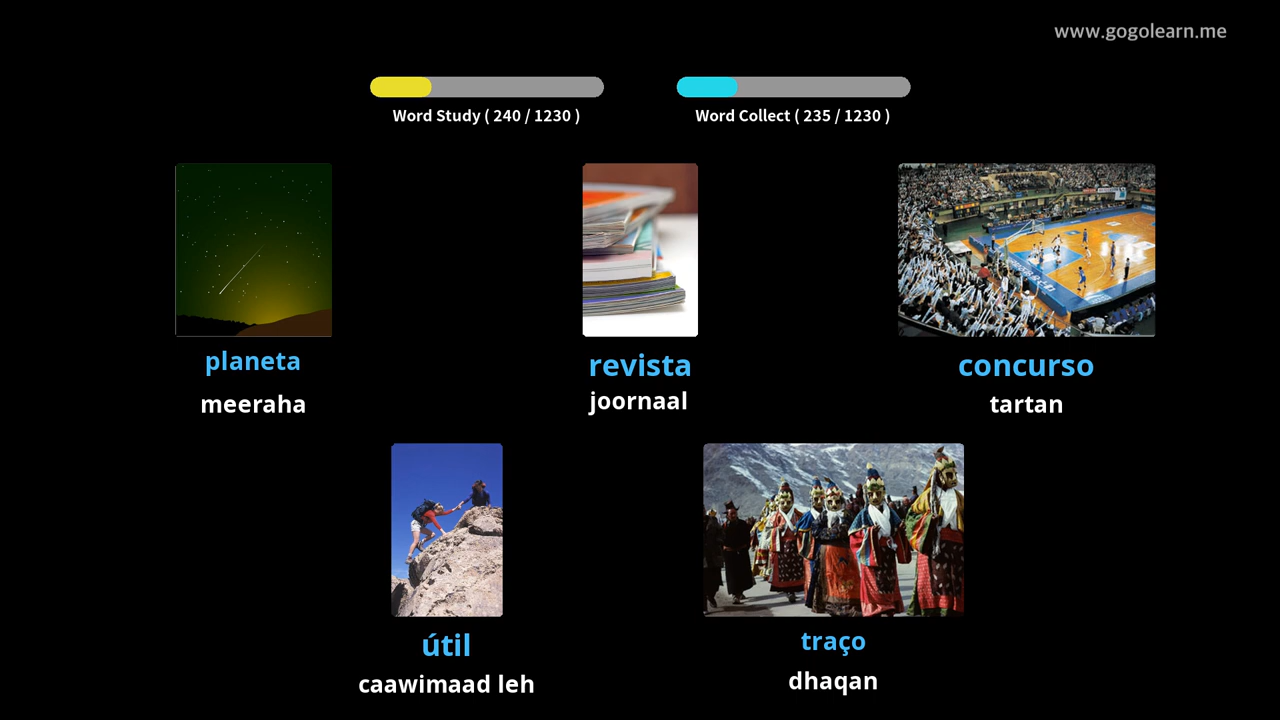 www.gogolearn.me
Word Study ( 240 / 1230 )
Word Collect ( 235 / 1230 )
planeta
meeraha
revista
joornaal
concurso
tartan
útil
caawimaad leh
traço
dhaqan